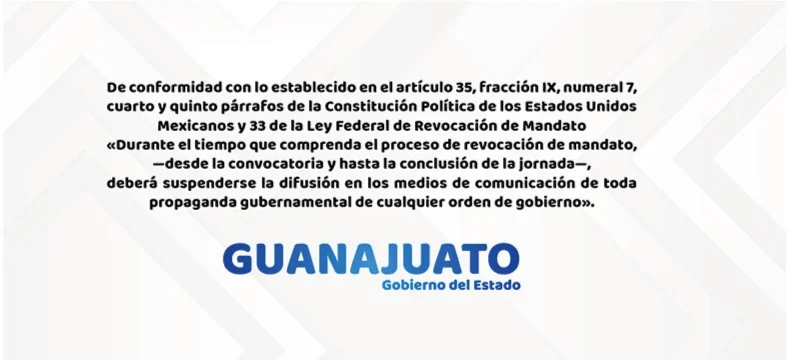 De conformidad con lo establecido en el artículo 35, fracción IX, numeral 7,
cuarto y quinto párrafos de la Constitución Política de los Estados Unidos
Mexicanos y 33 de la Ley Federal de Revocación de Mandato
«Durante el tiempo que comprenda el proceso de revocación de mandato,
—desde la convocatoria y hasta la conclusión de la jornada—,
deberá suspenderse la difusión en los medios de comunicación de toda
propaganda gubernamental de cualquier orden de gobierno».
GUANAJUATO
Gobierno del Estado